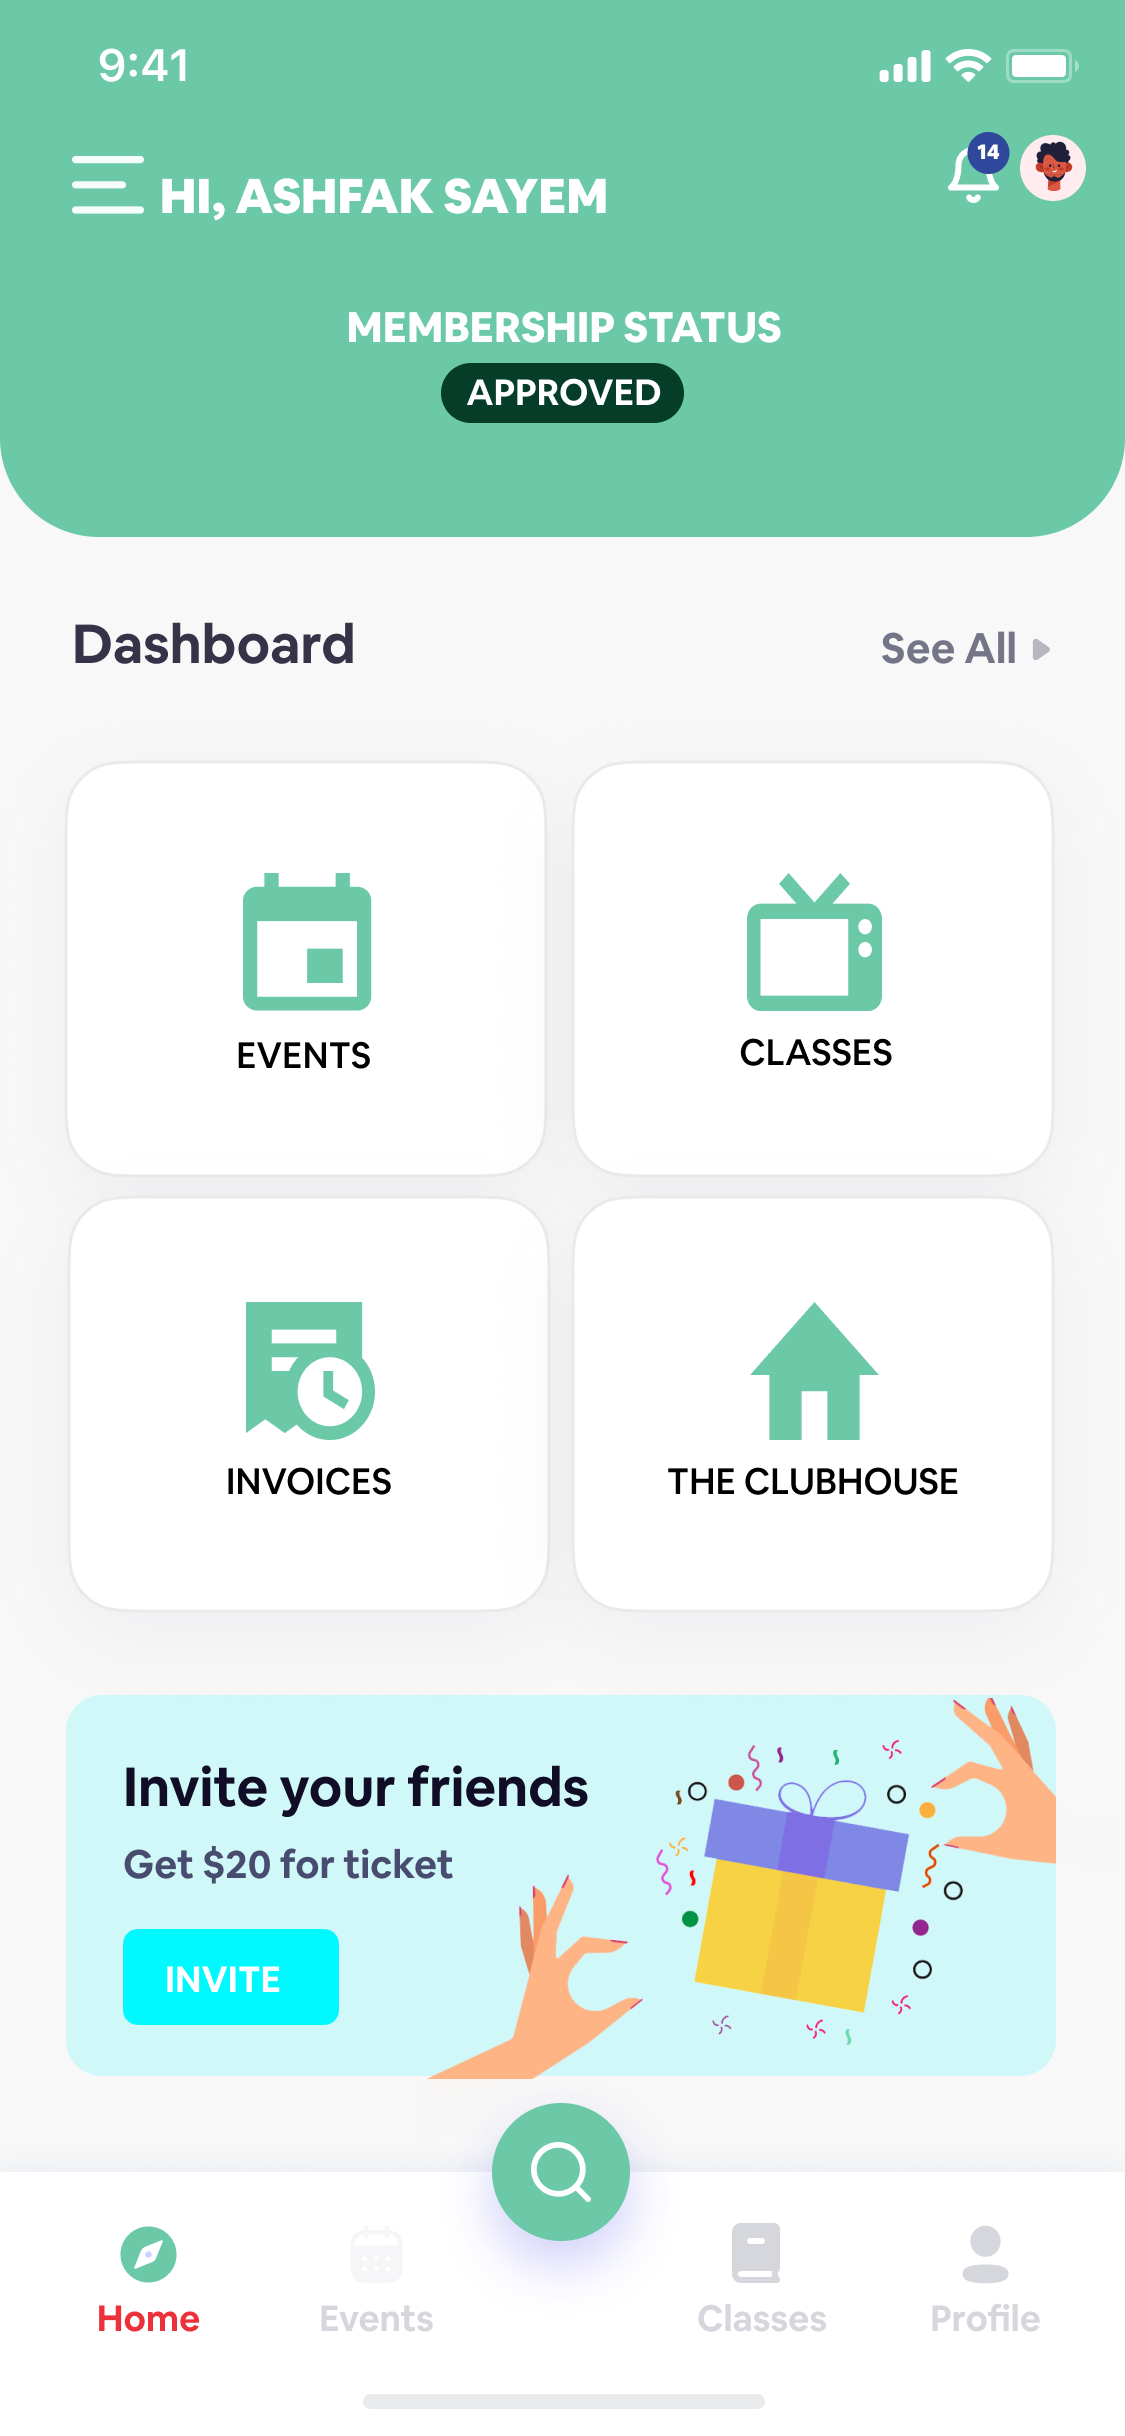 9:41
14
HI, ASHFAK SAYEM
MEMBERSHIP STATUS
APPROVED
Dashboard
See All
EVENTS
CLASSES
INVOICES
THE CLUBHOUSE
Invite your friends
Get $20 for ticket
INVITE
Home
Events
Classes
Profile